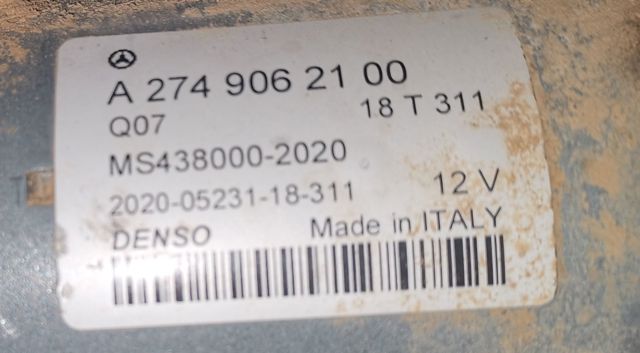 A 274 906 21 00
Q07 18 T 311
MS438000-2020
2020-05231-18-311 12 V
DENSO Made in ITALY